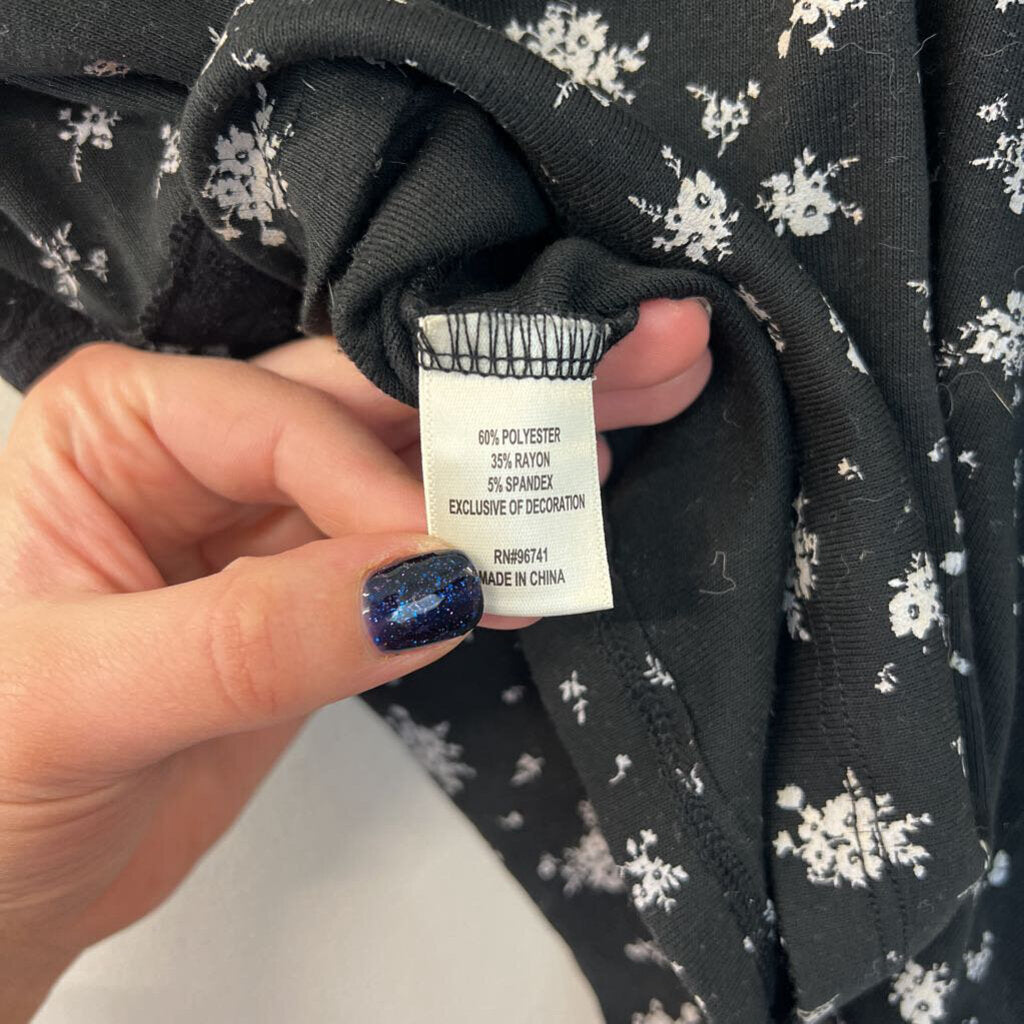 60% POLYESTER
35% RAYON
5% SPANDEX
EXCLUSIVE OF DECORATION
RN#96741
MADE IN CHINA